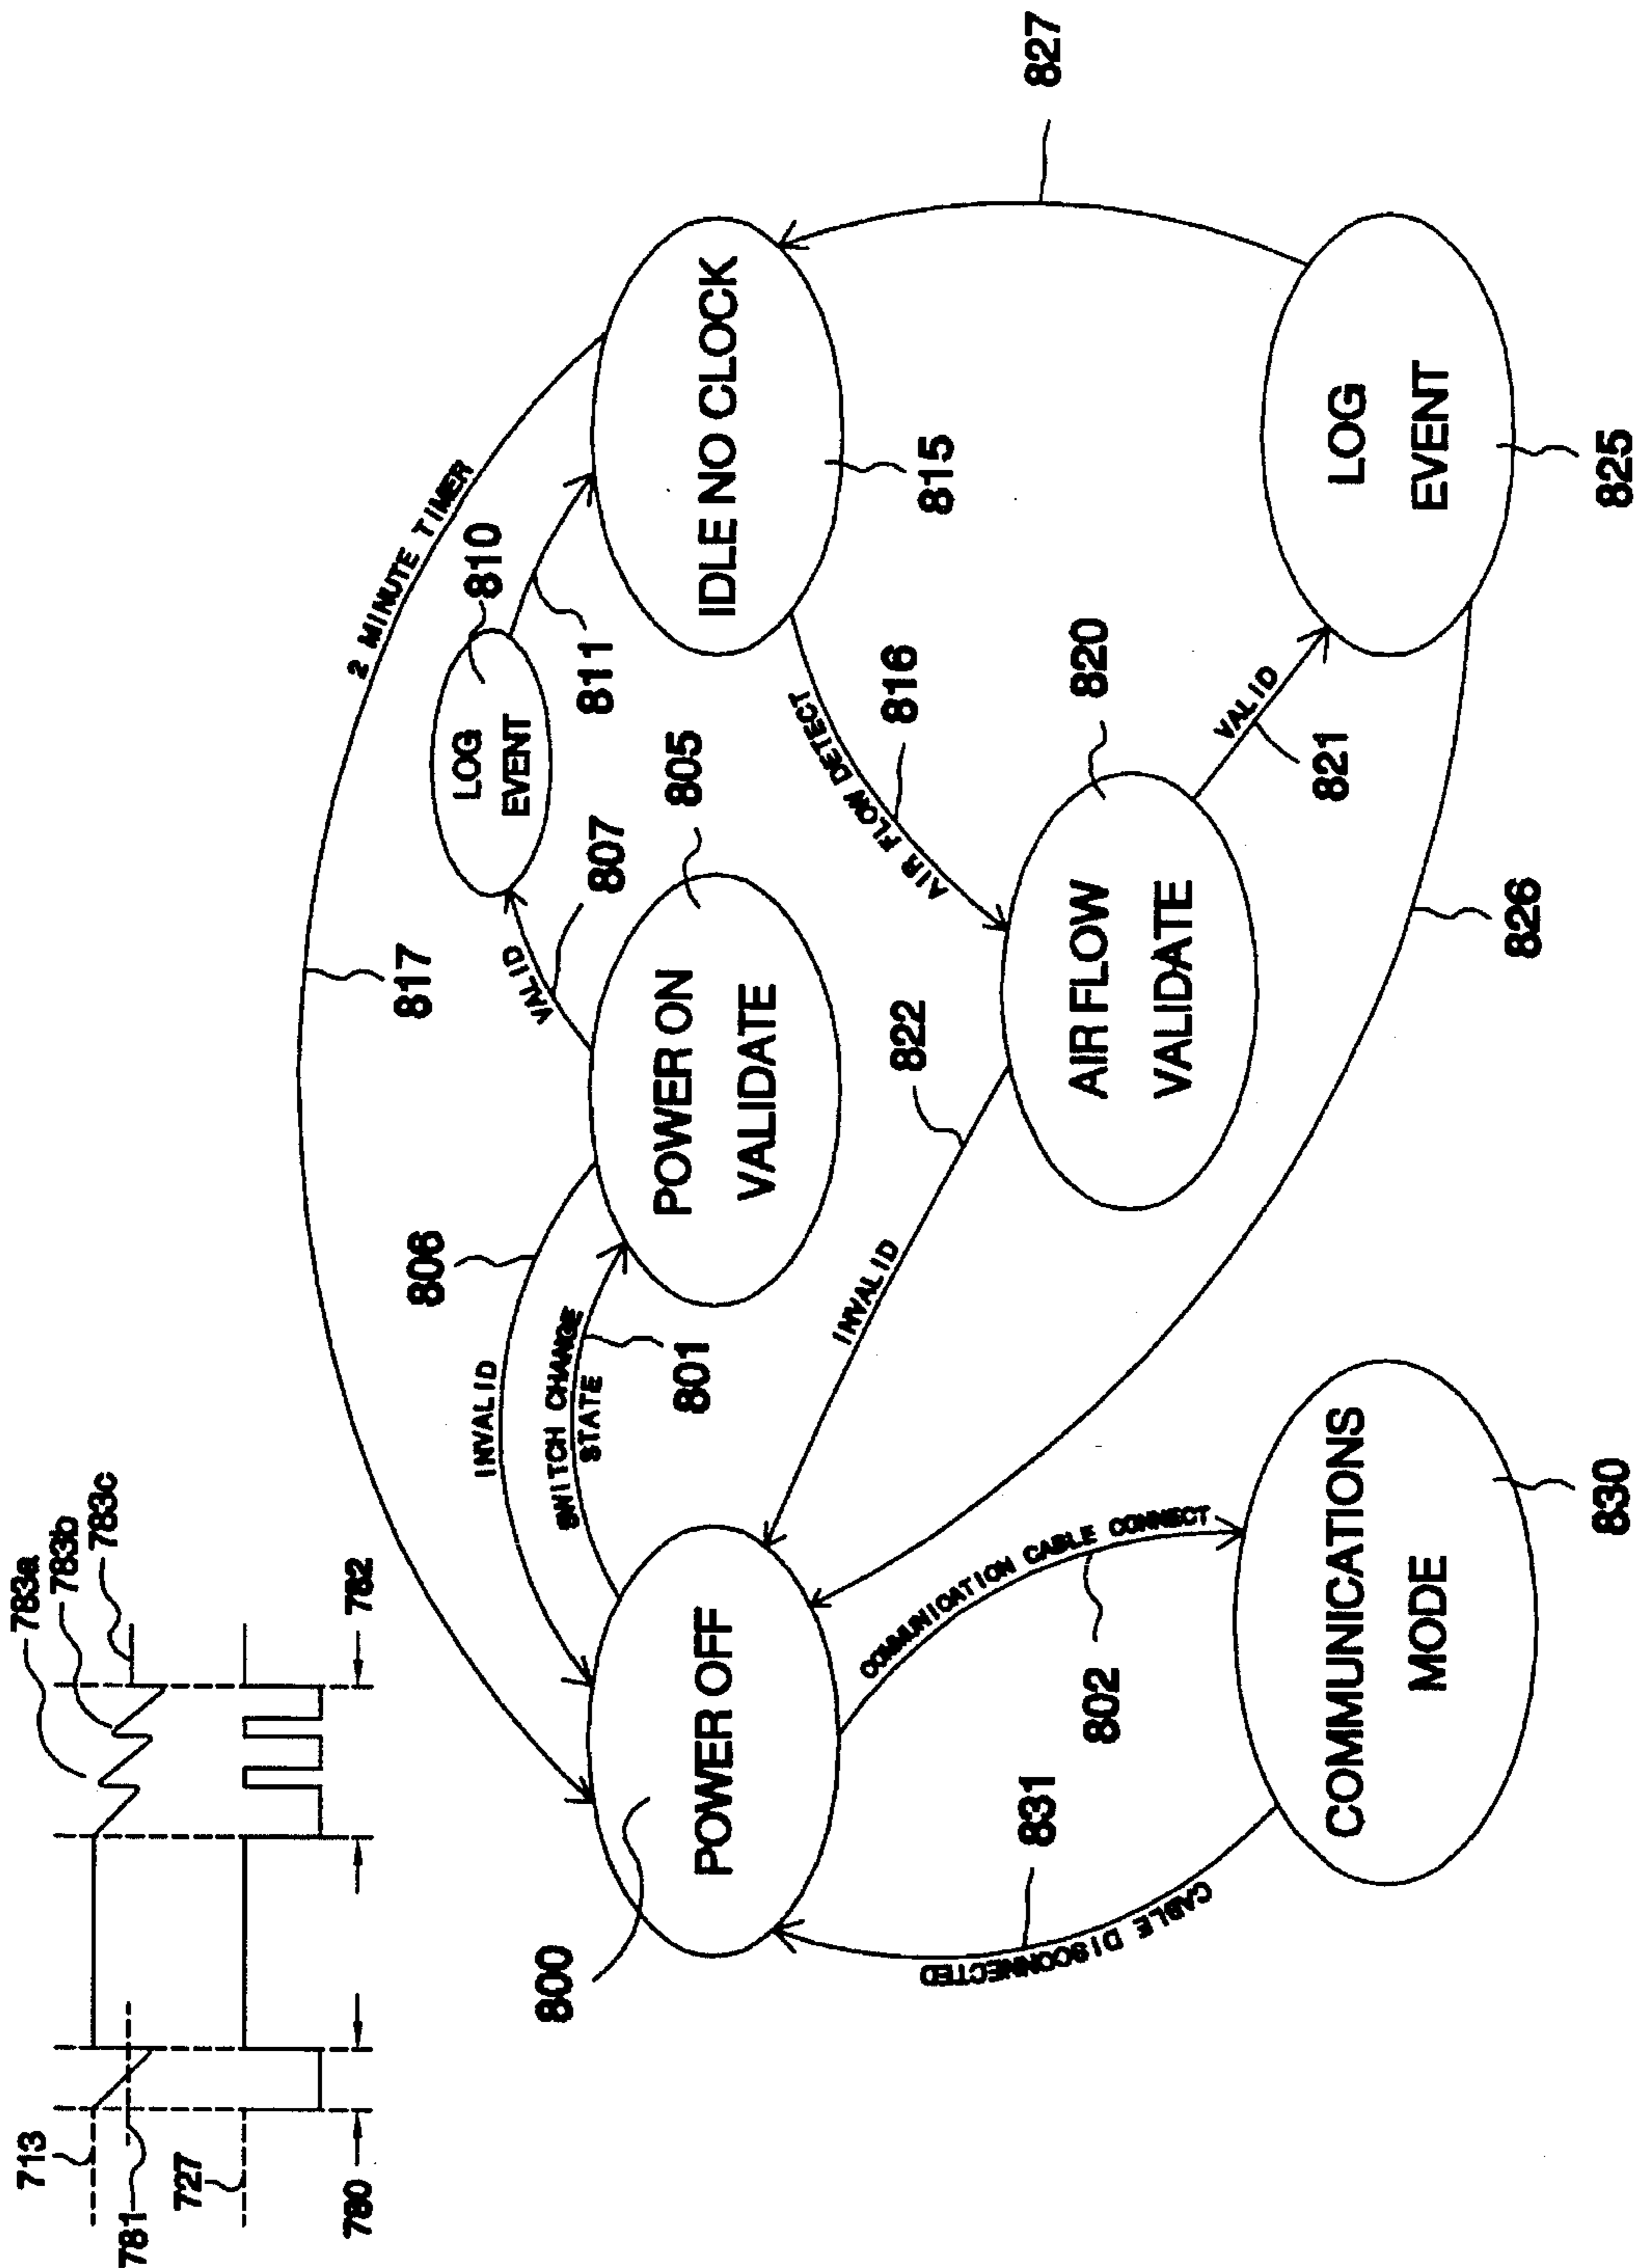 713
781
727
780
783a
783b
783c
782
2 MINUTE TIMER
817
INVALID
806
SWITCH CHANGE
STATE
801
POWER OFF
800
POWER ON
VALIDATE
805
VALID
807
LOG
EVENT
810
811
IDLE NO CLOCK
815
AIR FLOW DETECT
816
AIR FLOW
VALIDATE
820
INVALID
822
VALID
821
LOG
EVENT
825
826
827
COMMUNICATION CABLE CONNECT
802
CABLE DISCONNECTED
831
COMMUNICATIONS
MODE
830